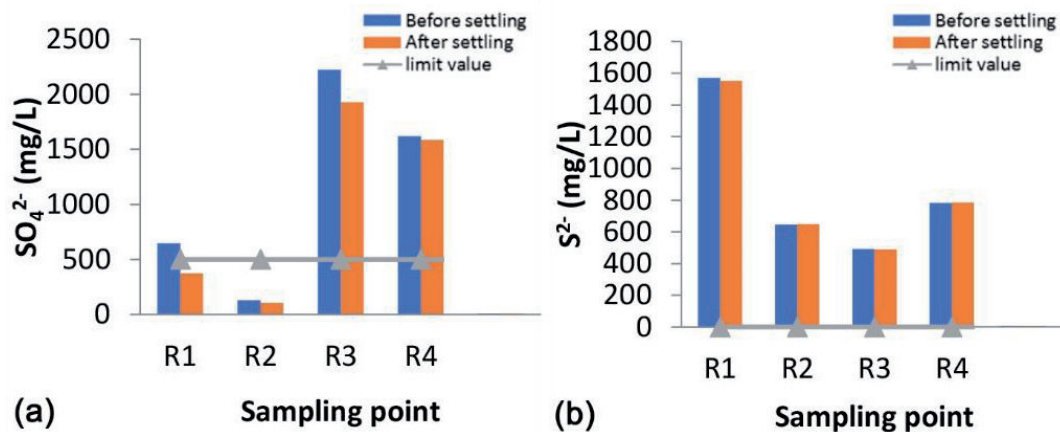 Before settling
After settling
limit value
2500
2000
1500
1000
500
0
SO₄²⁻ (mg/L)
R1 R2 R3 R4
(a) Sampling point
Before settling
After settling
limit value
1800
1600
1400
1200
1000
800
600
400
200
0
S²⁻ (mg/L)
R1 R2 R3 R4
(b) Sampling point